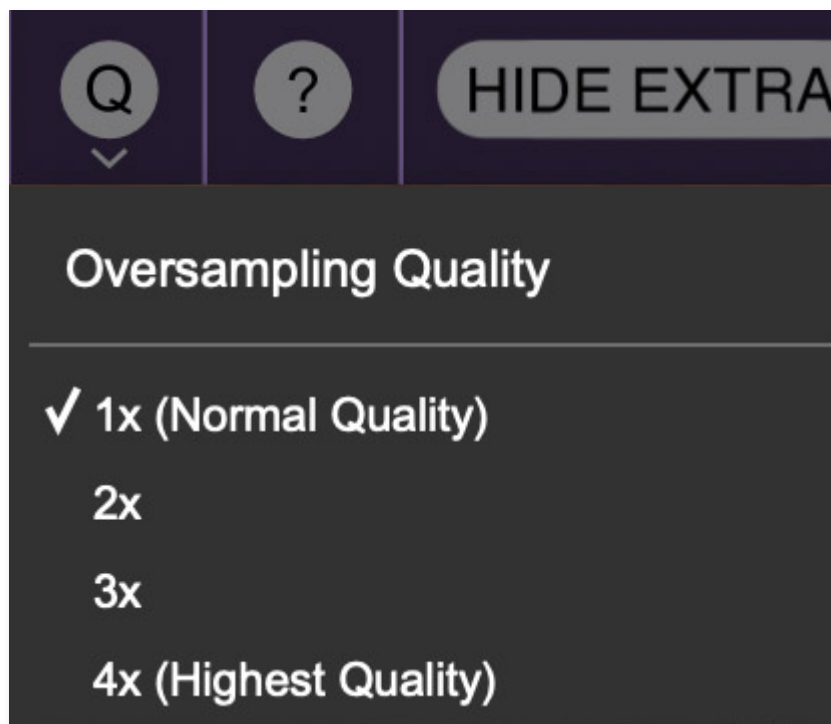 Q ? HIDE EXTRA
Oversampling Quality
✓ 1x (Normal Quality)
2x
3x
4x (Highest Quality)